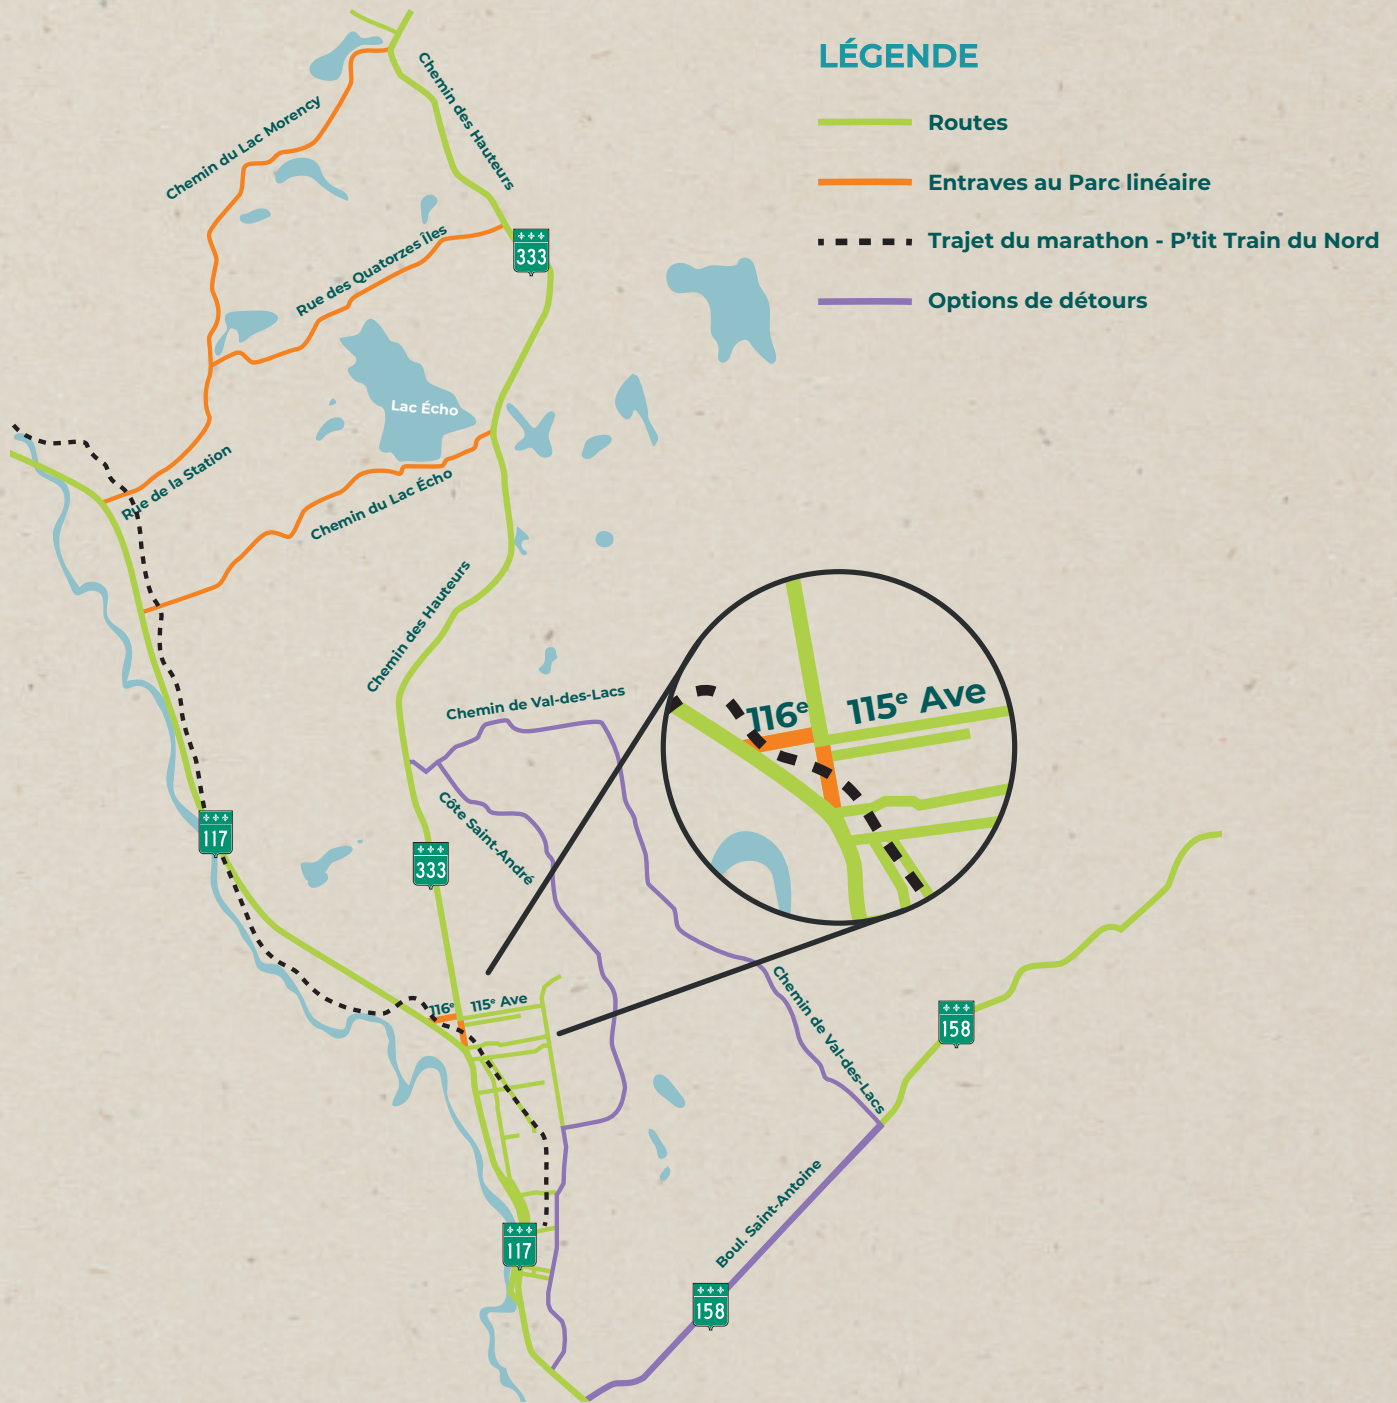 LÉGENDE
Routes
Entraves au Parc linéaire
Trajet du marathon - P'tit Train du Nord
Options de détours
Chemin des Hauteurs
Chemin du Lac Morency
333
Rue des Quatorzes Îles
Lac Écho
Rue de la Station
Chemin du Lac Écho
Chemin des Hauteurs
Chemin de Val-des-Lacs
116e
115e Ave
Côte Saint-André
117
333
116e
115e Ave
Chemin de Val-des-Lacs
158
Boul. Saint-Antoine
117
158